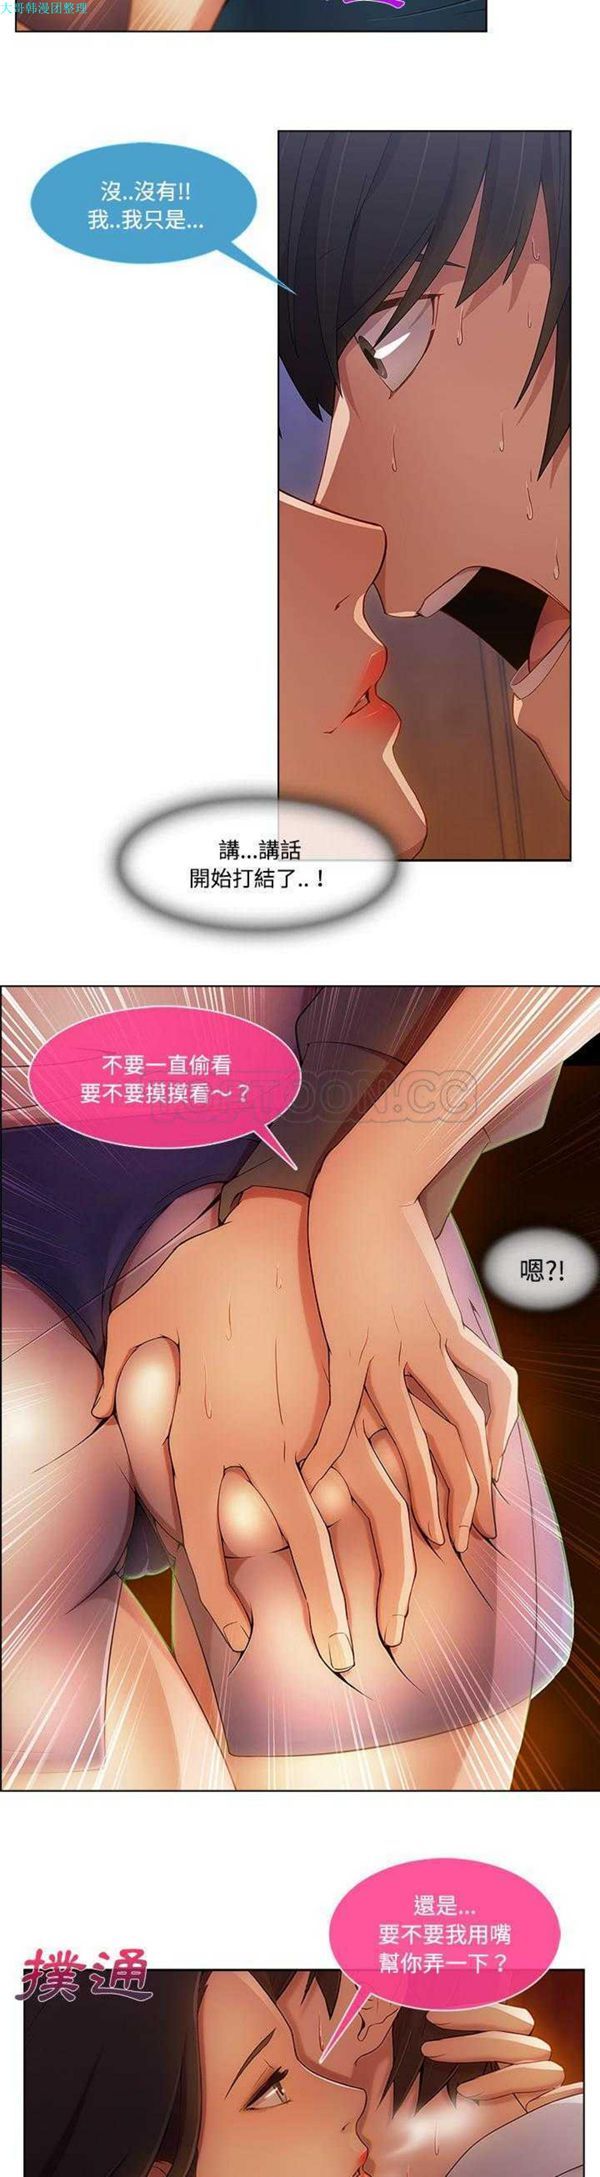 大哥韩漫团整理
沒..沒有!!
我..我只是...
講...講話
開始打結了..！
不要一直偷看
要不要摸摸看～？
TOPTOON.CC
嗯?!
還是...
要不要我用嘴
幫你弄一下？
撲通